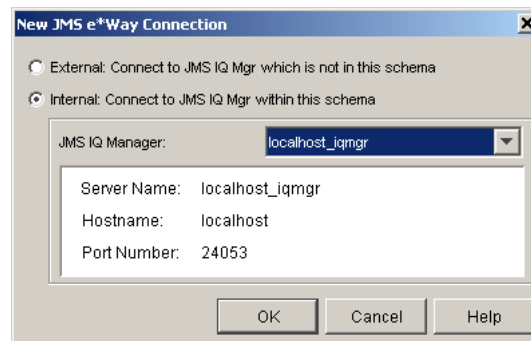 New JMS e*Way Connection
External: Connect to JMS IQ Mgr which is not in this schema
Internal: Connect to JMS IQ Mgr within this schema
JMS IQ Manager: localhost_iqmgr
Server Name: localhost_iqmgr
Hostname: localhost
Port Number: 24053
OK Cancel Help